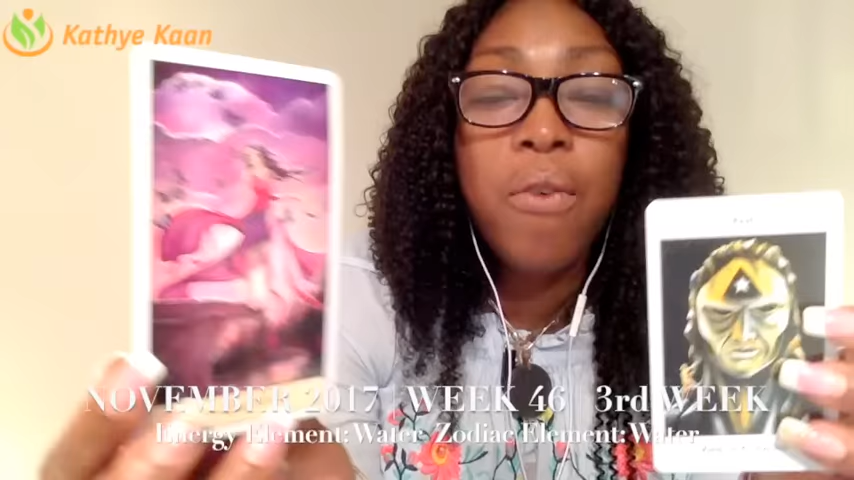 Kathye Kaan
NOVEMBER 2017 | WEEK 46 | 3rd WEEK
Energy Element: Water Zodiac Element: Water